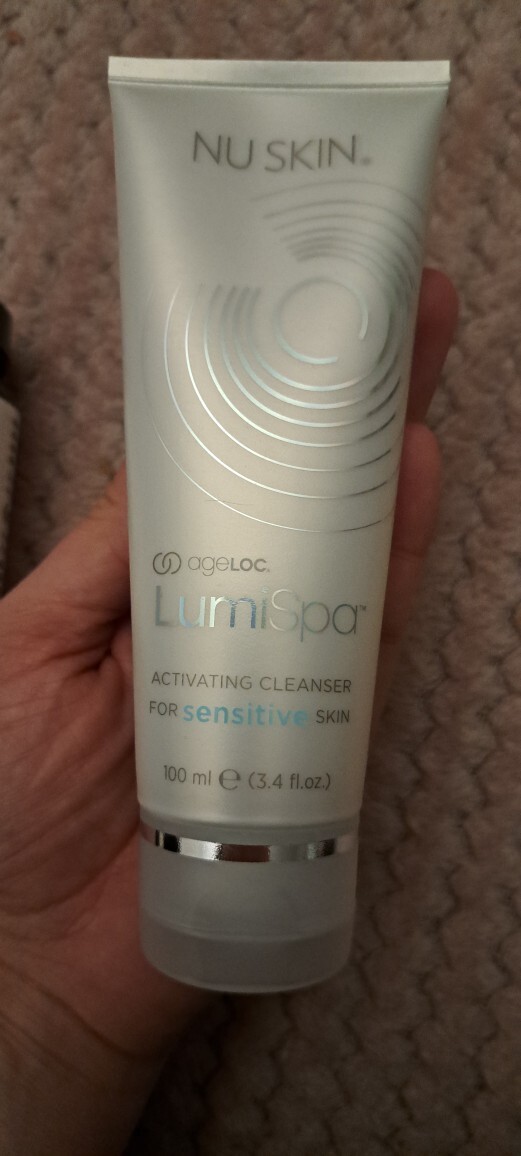 NU SKIN®
ageLOC®
LumiSpa™
ACTIVATING CLEANSER
FOR sensitive SKIN
100 ml ℮ (3.4 fl.oz.)